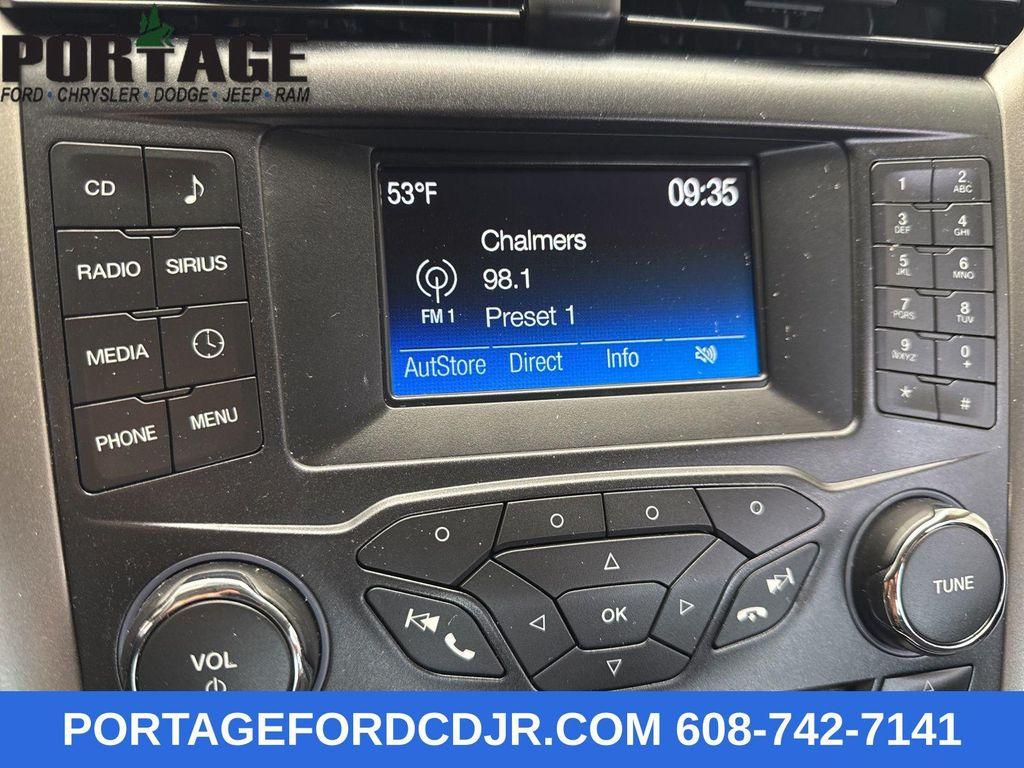 PORTAGE
FORD • CHRYSLER • DODGE • JEEP • RAM
CD
RADIO
SIRIUS
MEDIA
PHONE
MENU
53°F
09:35
Chalmers
98.1
FM 1
Preset 1
AutStore
Direct
Info
1
2
ABC
3
DEF
4
GHI
5
JKL
6
MNO
7
PQRS
8
TUV
9
WXYZ
0
+
*
#
OK
VOL
TUNE
PORTAGEFORDCDJR.COM 608-742-7141